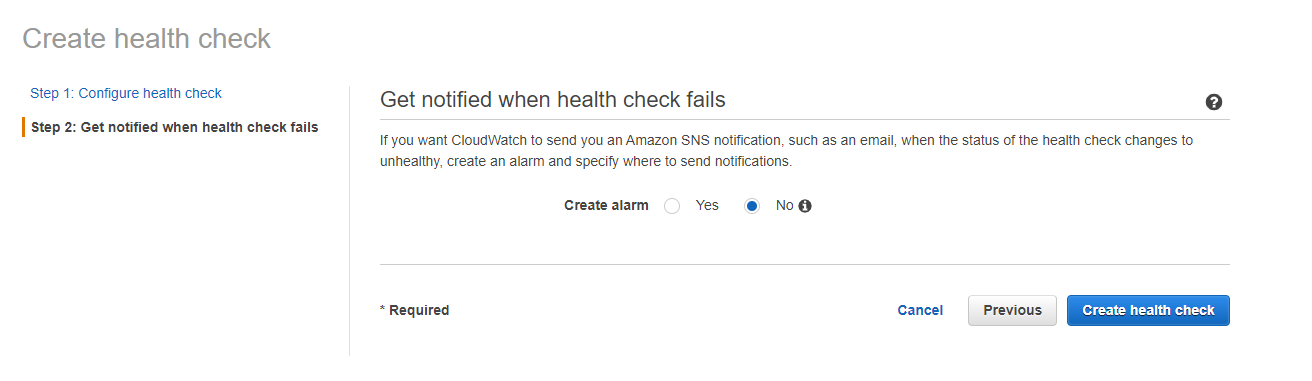 Create health check
Step 1: Configure health check
Step 2: Get notified when health check fails
Get notified when health check fails
If you want CloudWatch to send you an Amazon SNS notification, such as an email, when the status of the health check changes to
unhealthy, create an alarm and specify where to send notifications.
Create alarm Yes No
* Required
Cancel Previous Create health check